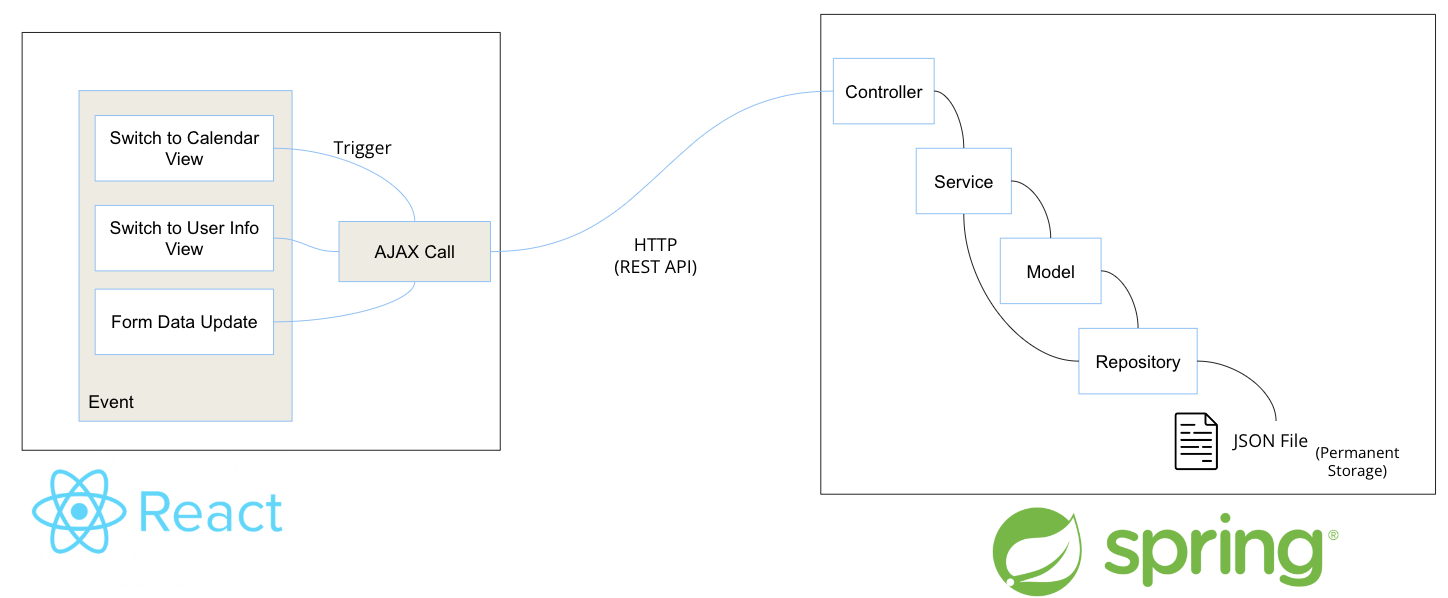 Switch to Calendar
View
Trigger
Switch to User Info
View
AJAX Call
Form Data Update
Event
React
HTTP
(REST API)
Controller
Service
Model
Repository
JSON File
(Permanent
Storage)
spring®